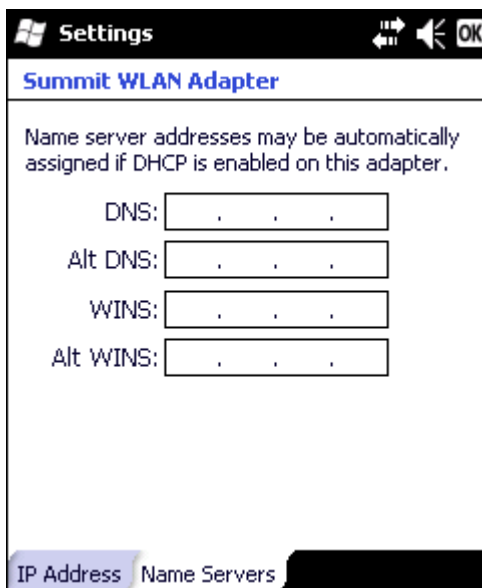 Settings
OK
Summit WLAN Adapter
Name server addresses may be automatically
assigned if DHCP is enabled on this adapter.
DNS: . . .
Alt DNS: . . .
WINS: . . .
Alt WINS: . . .
IP Address Name Servers